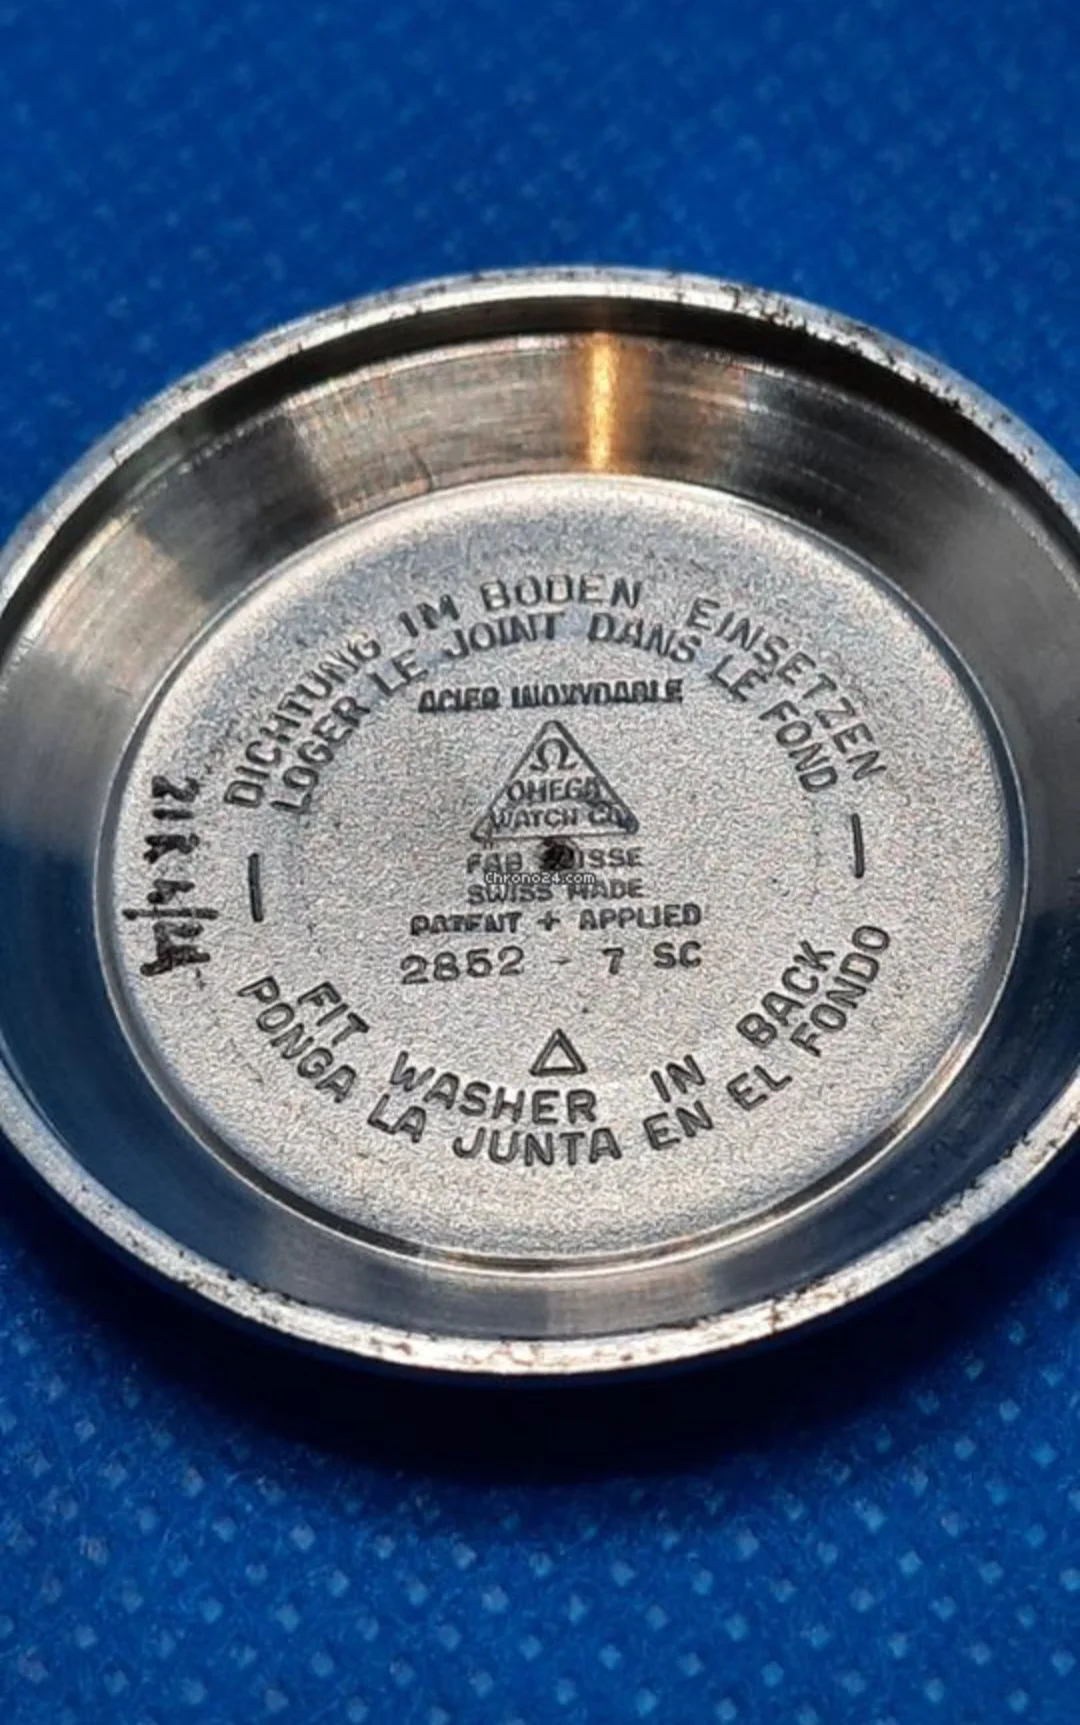 DICHTUNG IM BODEN EINSETZEN
LOGER LE JOINT DANS LE FOND
ACIER INOXYDABLE
Ω
OMEGA
WATCH CO
FAB SUISSE
Chrono24.com
SWISS MADE
PATENT + APPLIED
2852 - 7 SC
FIT WASHER IN BACK
PONGA LA JUNTA EN EL FONDO